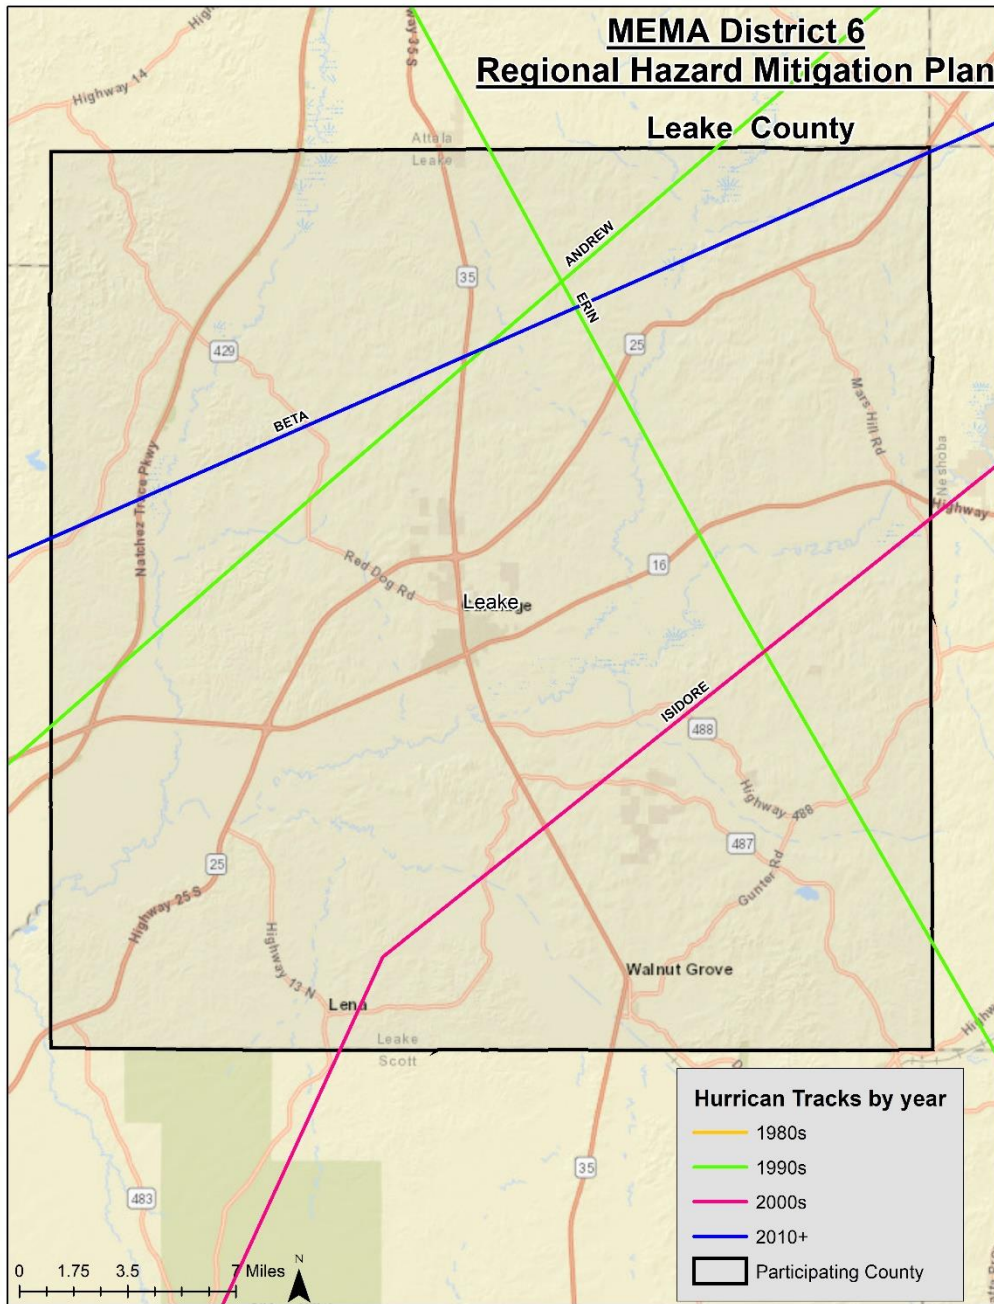 MEMA District 6
Regional Hazard Mitigation Plan
Leake County
Highway 14
way 35 S
Attala
Leake
ANDREW
35
ERIN
25
429
BETA
Mars Hill Rd
Neshoba
Natchez Trace Pkwy
Highway
16
Red Dog Rd
Leake
ISIDORE
488
Highway 488
487
25
Gunter Rd
Highway 25 S
Highway 13 N
Walnut Grove
Lena
Leake
Scott
Hurrican Tracks by year
1980s
1990s
2000s
2010+
Participating County
35
483
0 1.75 3.5 7 Miles
N